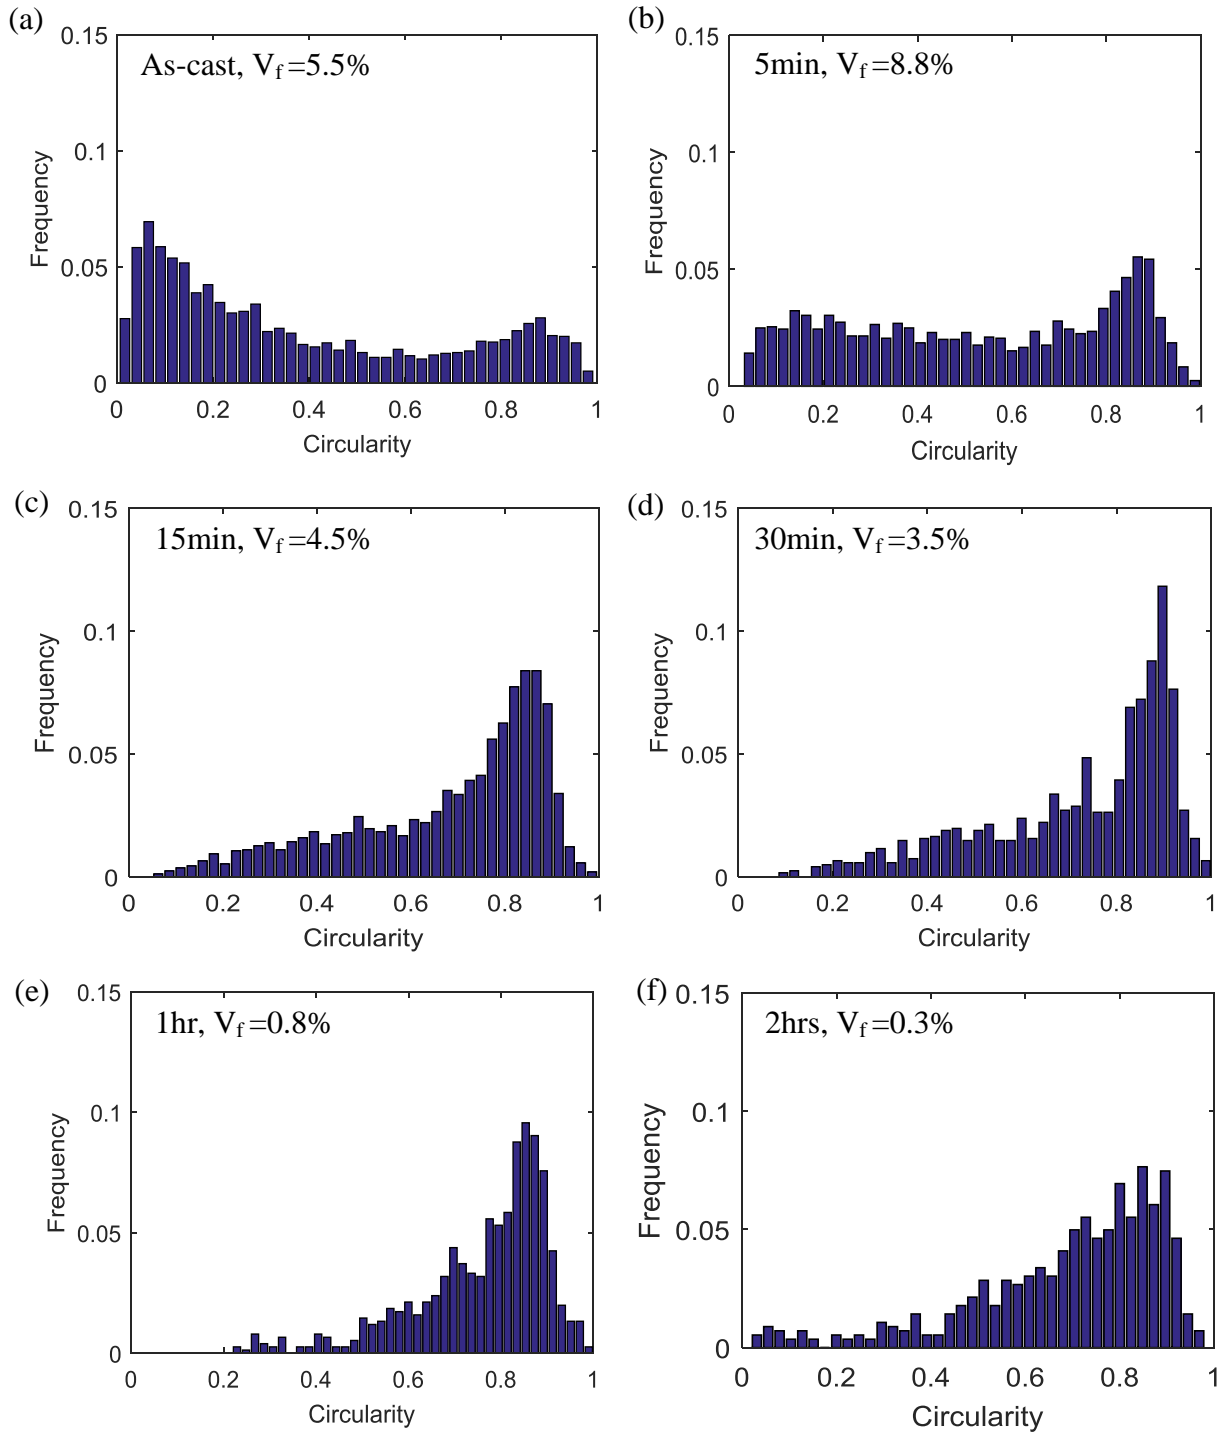 (a)
As-cast, Vf=5.5%
0.15
0.1
0.05
0
Frequency
0 0.2 0.4 0.6 0.8 1
Circularity
(b)
5min, Vf=8.8%
0.15
0.1
0.05
0
Frequency
0 0.2 0.4 0.6 0.8 1
Circularity
(c)
15min, Vf=4.5%
0.15
0.1
0.05
0
Frequency
0 0.2 0.4 0.6 0.8 1
Circularity
(d)
30min, Vf=3.5%
0.15
0.1
0.05
0
Frequency
0 0.2 0.4 0.6 0.8 1
Circularity
(e)
1hr, Vf=0.8%
0.15
0.1
0.05
0
Frequency
0 0.2 0.4 0.6 0.8 1
Circularity
(f)
2hrs, Vf=0.3%
0.15
0.1
0.05
0
Frequency
0 0.2 0.4 0.6 0.8 1
Circularity